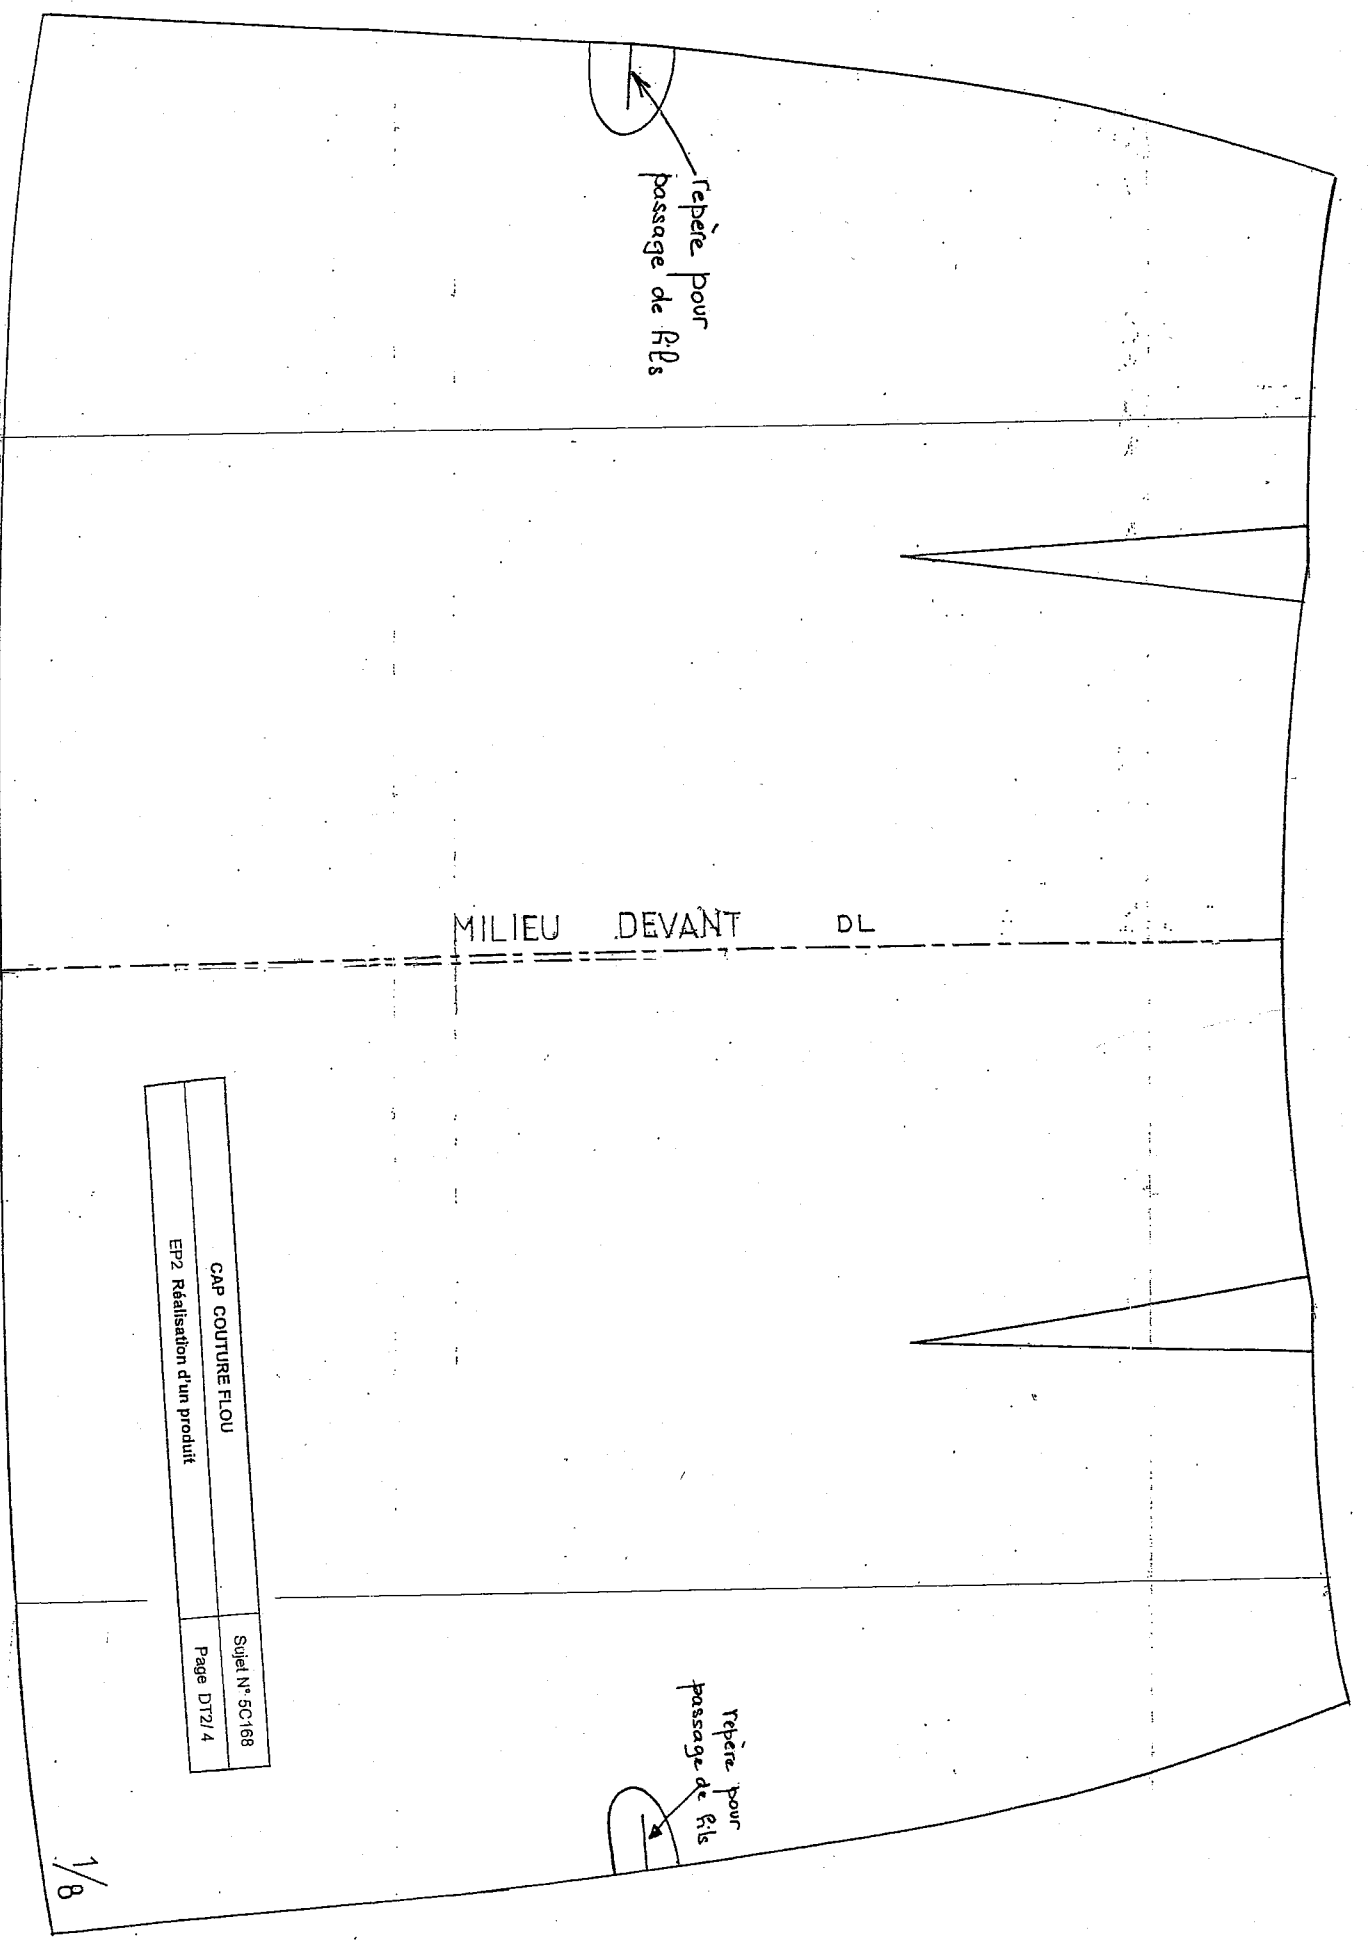 repère pour
passage de fils
MILIEU DEVANT DL
CAP COUTURE FLOU
Sujet N° 5C168
EP2 Réalisation d'un produit
Page DT2/4
repère pour
passage de fils
1/8